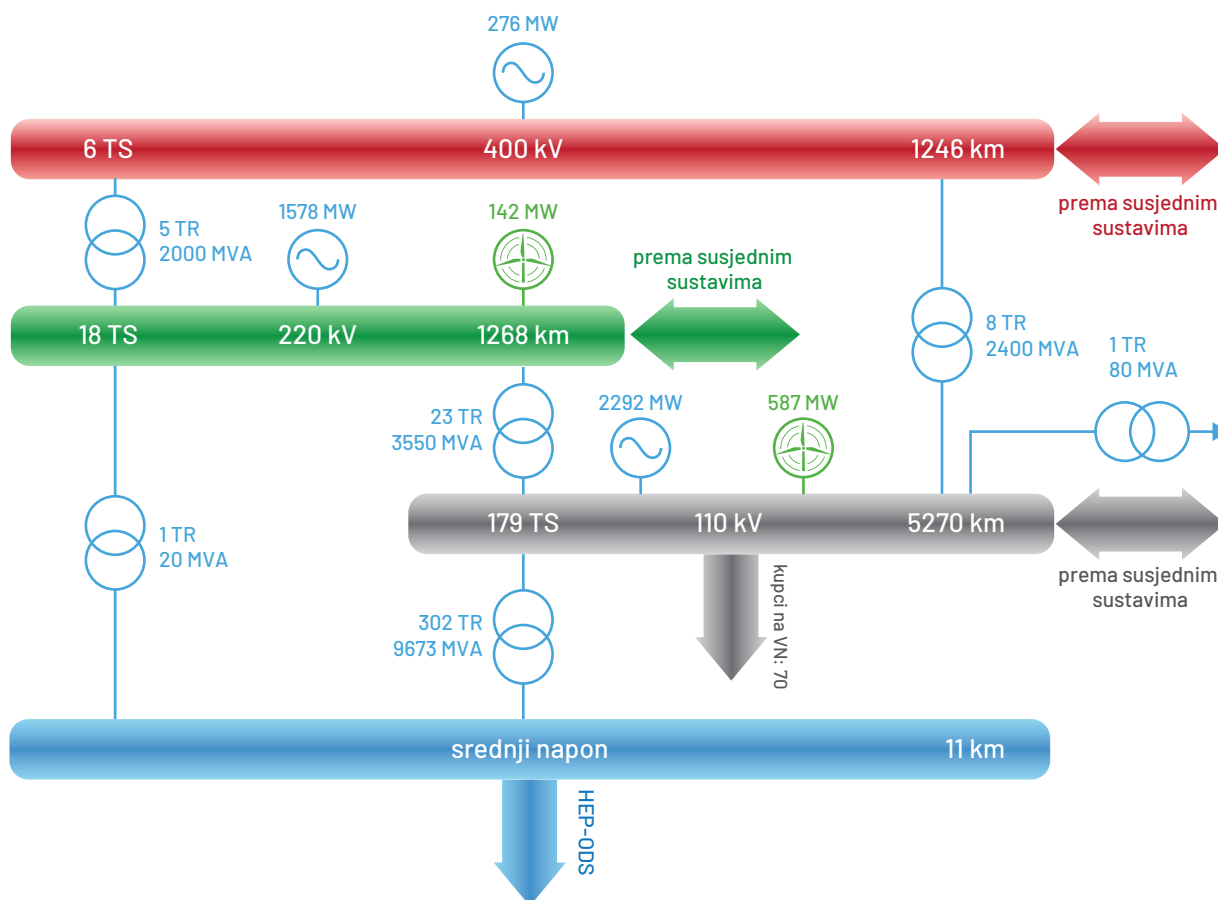 276 MW
6 TS
400 kV
1246 km
prema susjednim
sustavima
5 TR
2000 MVA
1578 MW
142 MW
prema susjednim
sustavima
18 TS
220 kV
1268 km
8 TR
2400 MVA
1 TR
80 MVA
23 TR
3550 MVA
2292 MW
587 MW
179 TS
110 kV
5270 km
prema susjednim
sustavima
1 TR
20 MVA
kupci na VN: 70
302 TR
9673 MVA
srednji napon
11 km
HEP-ODS